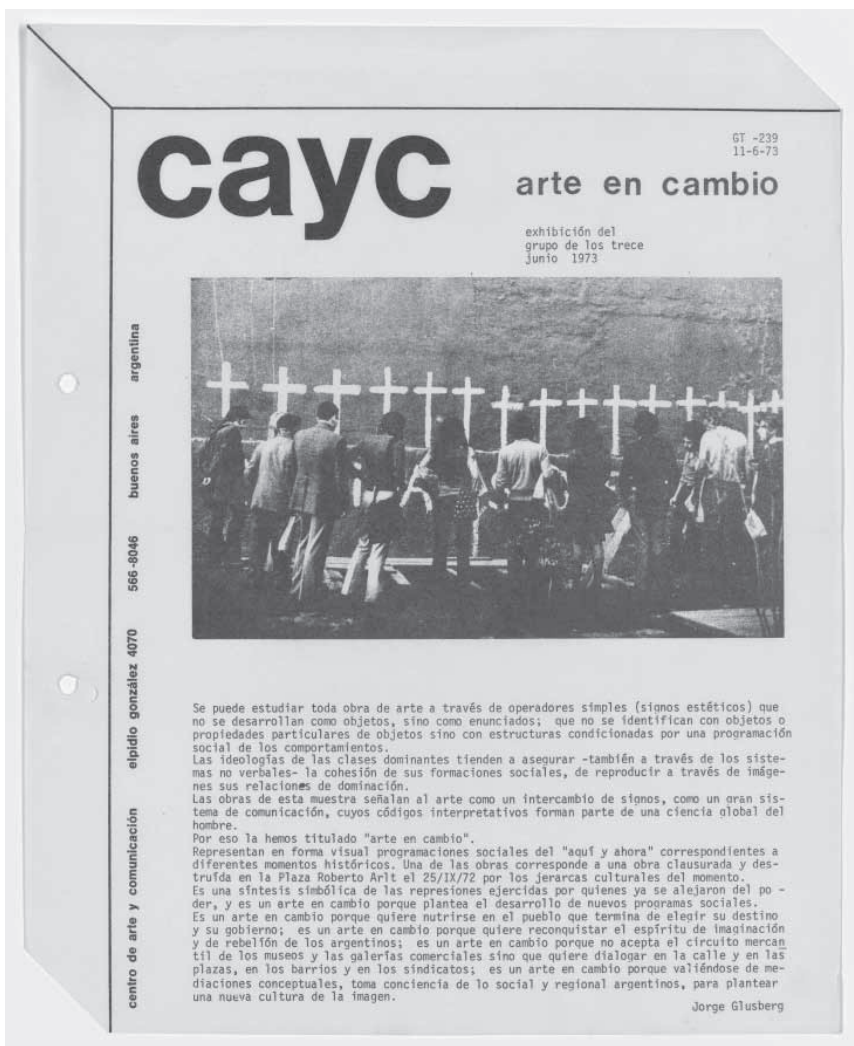 cayc
GT -239
11-6-73
arte en cambio
exhibición del
grupo de los trece
junio 1973
centro de arte y comunicación elpidio gonzález 4070 566-8046 buenos aires argentina
Se puede estudiar toda obra de arte a través de operadores simples (signos estéticos) que
no se desarrollan como objetos, sino como enunciados; que no se identifican con objetos o
propiedades particulares de objetos sino con estructuras condicionadas por una programación
social de los comportamientos.
Las ideologías de las clases dominantes tienden a asegurar -también a través de los siste-
mas no verbales- la cohesión de sus formaciones sociales, de reproducir a través de imáge-
nes sus relaciones de dominación.
Las obras de esta muestra señalan al arte como un intercambio de signos, como un gran sis-
tema de comunicación, cuyos códigos interpretativos forman parte de una ciencia global del
hombre.
Por eso la hemos titulado "arte en cambio".
Representan en forma visual programaciones sociales del "aquí y ahora" correspondientes a
diferentes momentos históricos. Una de las obras corresponde a una obra clausurada y des-
truída en la Plaza Roberto Arlt el 25/IX/72 por los jerarcas culturales del momento.
Es una síntesis simbólica de las represiones ejercidas por quienes ya se alejaron del po -
der, y es un arte en cambio porque plantea el desarrollo de nuevos programas sociales.
Es un arte en cambio porque quiere nutrirse en el pueblo que termina de elegir su destino
y su gobierno; es un arte en cambio porque quiere reconquistar el espíritu de imaginación
y de rebelión de los argentinos; es un arte en cambio porque no acepta el circuito mercan
til de los museos y las galerías comerciales sino que quiere dialogar en la calle y en las
plazas, en los barrios y en los sindicatos; es un arte en cambio porque valiéndose de me-
diaciones conceptuales, toma conciencia de lo social y regional argentinos, para plantear
una nueva cultura de la imagen.
Jorge Glusberg